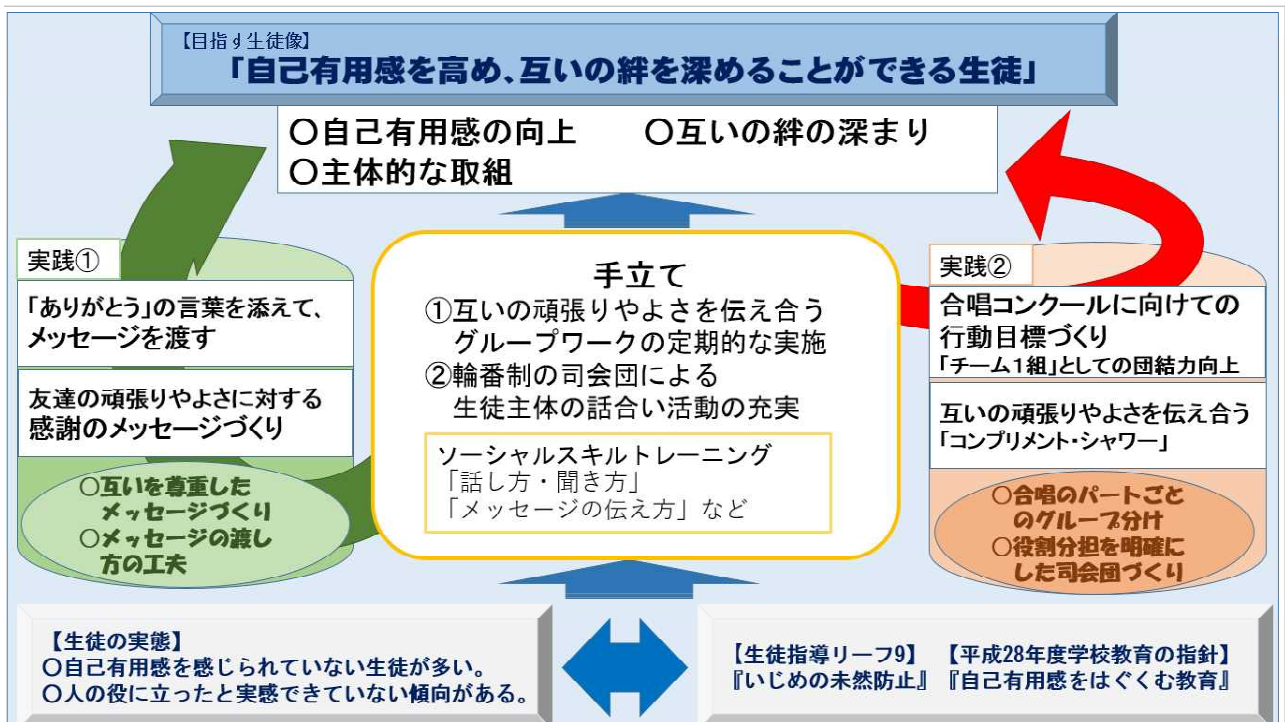 【目指す生徒像】
「自己有用感を高め、互いの絆を深めることができる生徒」
〇自己有用感の向上　　〇互いの絆の深まり
〇主体的な取組
実践①
「ありがとう」の言葉を添えて、
メッセージを渡す
友達の頑張りやよさに対する
感謝のメッセージづくり
〇互いを尊重した
メッセージづくり
〇メッセージの渡し
方の工夫
手立て
①互いの頑張りやよさを伝え合う
グループワークの定期的な実施
②輪番制の司会団による
生徒主体の話合い活動の充実
ソーシャルスキルトレーニング
「話し方・聞き方」
「メッセージの伝え方」など
実践②
合唱コンクールに向けての
行動目標づくり
「チーム1組」としての団結力向上
互いの頑張りやよさを伝え合う
「コンプリメント・シャワー」
〇合唱のパートごと
のグループ分け
〇役割分担を明確に
した司会団づくり
【生徒の実態】
〇自己有用感を感じられていない生徒が多い。
〇人の役に立ったと実感できていない傾向がある。
【生徒指導リーフ9】　【平成28年度学校教育の指針】
『いじめの未然防止』『自己有用感をはぐくむ教育』